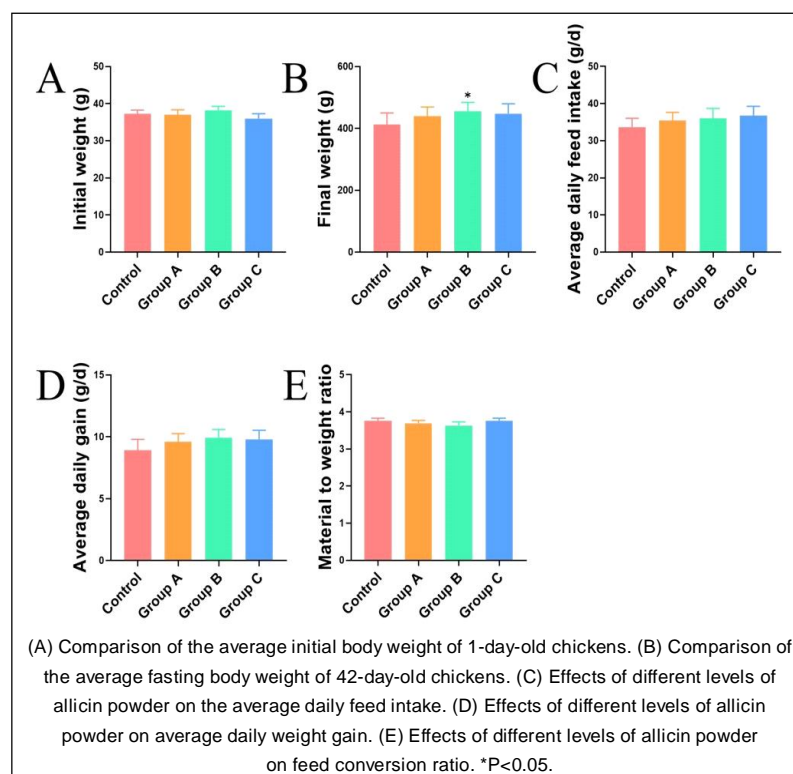 A
Initial weight (g)
50
40
30
20
10
0
Control
Group A
Group B
Group C
B
Final weight (g)
600
400
200
0
*
Control
Group A
Group B
Group C
C
Average daily feed intake (g/d)
50
40
30
20
10
0
Control
Group A
Group B
Group C
D
Average daily gain (g/d)
15
10
5
0
Control
Group A
Group B
Group C
E
Material to weight ratio
5
4
3
2
1
0
Control
Group A
Group B
Group C
(A) Comparison of the average initial body weight of 1-day-old chickens. (B) Comparison of
the average fasting body weight of 42-day-old chickens. (C) Effects of different levels of
allicin powder on the average daily feed intake. (D) Effects of different levels of allicin
powder on average daily weight gain. (E) Effects of different levels of allicin powder
on feed conversion ratio. *P<0.05.